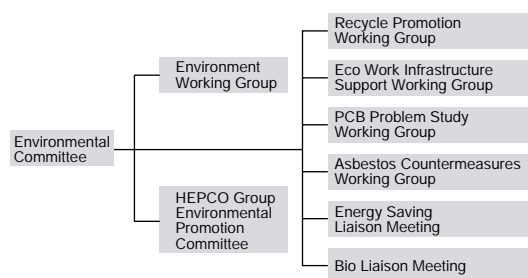 Environmental
Committee
Environment
Working Group
HEPCO Group
Environmental
Promotion
Committee
Recycle Promotion
Working Group
Eco Work Infrastructure
Support Working Group
PCB Problem Study
Working Group
Asbestos Countermeasures
Working Group
Energy Saving
Liaison Meeting
Bio Liaison Meeting